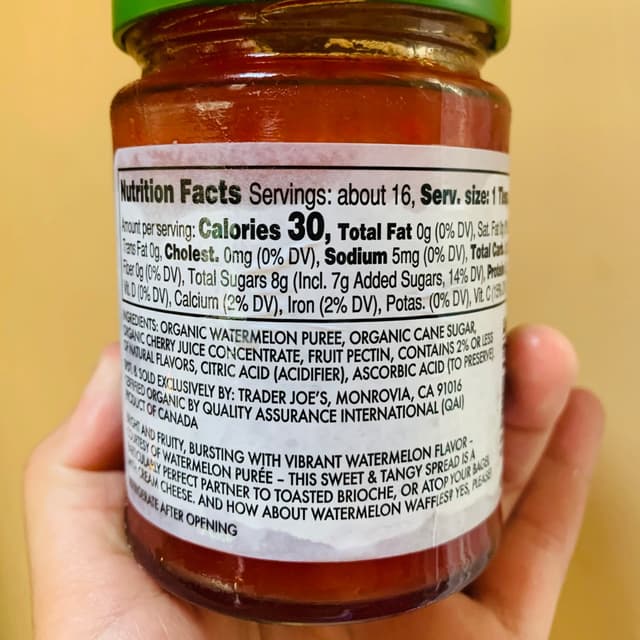 Nutrition Facts Servings: about 16, Serv. size: 1
Amount per serving: Calories 30, Total Fat 0g (0% DV), Sat. Fat
Trans Fat 0g, Cholest. 0mg (0% DV), Sodium 5mg (0% DV), Total Carb.
Fiber 0g (0% DV), Total Sugars 8g (Incl. 7g Added Sugars, 14% DV), Protein
Vit. D (0% DV), Calcium (2% DV), Iron (2% DV), Potas. (0% DV), Vit. C (15%
INGREDIENTS: ORGANIC WATERMELON PUREE, ORGANIC CANE SUGAR,
ORGANIC CHERRY JUICE CONCENTRATE, FRUIT PECTIN, CONTAINS 2% OR LESS
NATURAL FLAVORS, CITRIC ACID (ACIDIFIER), ASCORBIC ACID (TO PRESERVE)
& SOLD EXCLUSIVELY BY: TRADER JOE'S, MONROVIA, CA 91016
CERTIFIED ORGANIC BY QUALITY ASSURANCE INTERNATIONAL (QAI)
PRODUCT OF CANADA
AND FRUITY, BURSTING WITH VIBRANT WATERMELON FLAVOR –
OF WATERMELON PURÉE – THIS SWEET & TANGY SPREAD IS A
PERFECT PARTNER TO TOASTED BRIOCHE, OR ATOP YOUR BAGEL
CREAM CHEESE. AND HOW ABOUT WATERMELON WAFFLES? YES, PLEASE!
REFRIGERATE AFTER OPENING